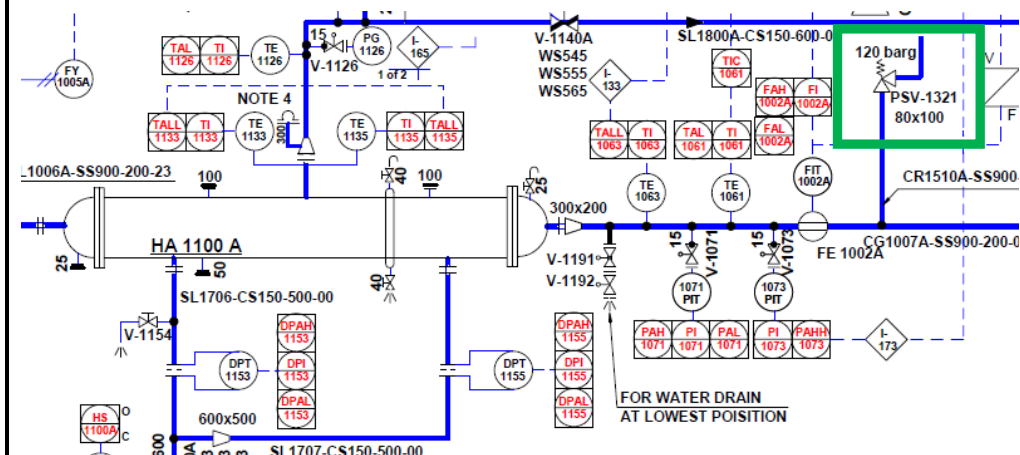 FY
1005A
TAL
1126
TI
1126
TE
1126
15
V-1126
PG
1126
I-
165
1 of 2
V-1140A
WS545
WS555
WS565
SL1800A-CS150-600-0
I-
133
TIC
1061
FAH
1002A
FI
1002A
FAL
1002A
120 barg
PSV-1321
80x100
V
F
NOTE 4
300
TALL
1133
TI
1133
TE
1133
TE
1135
TI
1135
TALL
1135
TALL
1063
TI
1063
TAL
1061
TI
1061
TE
1063
TE
1061
FIT
1002A
L1006A-SS900-200-23
100
40
100
25
CR1510A-SS900-
300x200
HA 1100 A
25
50
40
V-1191
V-1192
15
V-1071
15
V-1073
FE 1002A
CG1007A-SS900-200-0
1071
PIT
1073
PIT
SL1706-CS150-500-00
V-1154
DPT
1153
DPAH
1153
DPI
1153
DPAL
1153
DPT
1155
DPAH
1155
DPI
1155
DPAL
1155
PAH
1071
PI
1071
PAL
1071
PI
1073
PAHH
1073
I-
173
FOR WATER DRAIN
AT LOWEST POISITION
HS
1100A
O
C
600x500
600
SL1707-CS150-500-00